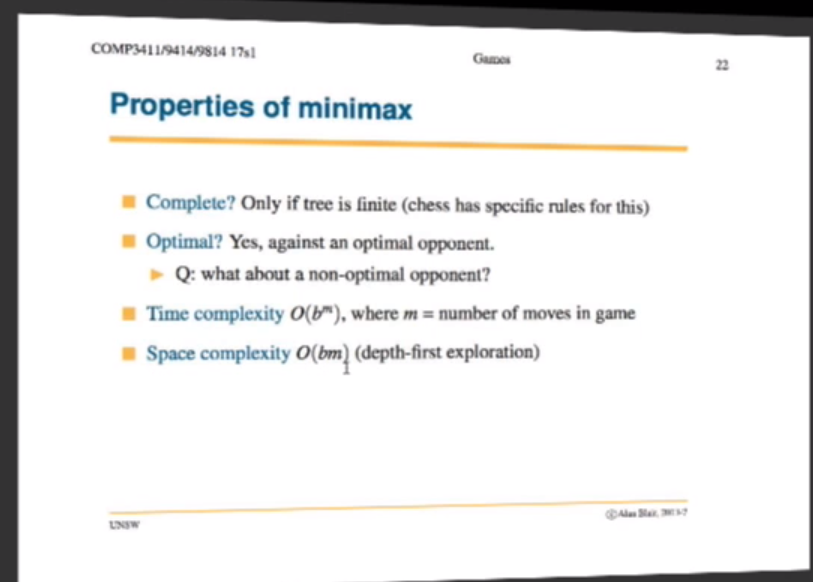 COMP3411/9414/9814 17s1
Games
22
Properties of minimax
Complete? Only if tree is finite (chess has specific rules for this)
Optimal? Yes, against an optimal opponent.
Q: what about a non-optimal opponent?
Time complexity O(bᵐ), where m = number of moves in game
Space complexity O(bm) (depth-first exploration)
UNSW
©Alan Blair, 2013-7